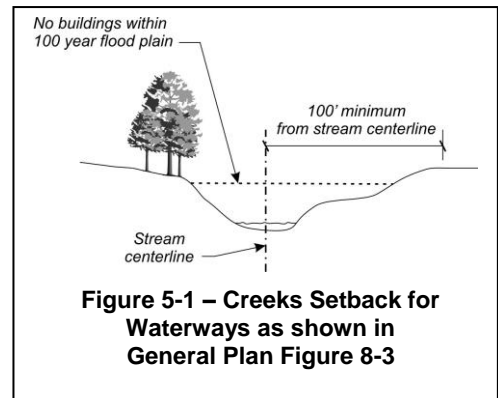 No buildings within
100 year flood plain
100' minimum
from stream centerline
Stream
centerline
Figure 5-1 – Creeks Setback for
Waterways as shown in
General Plan Figure 8-3